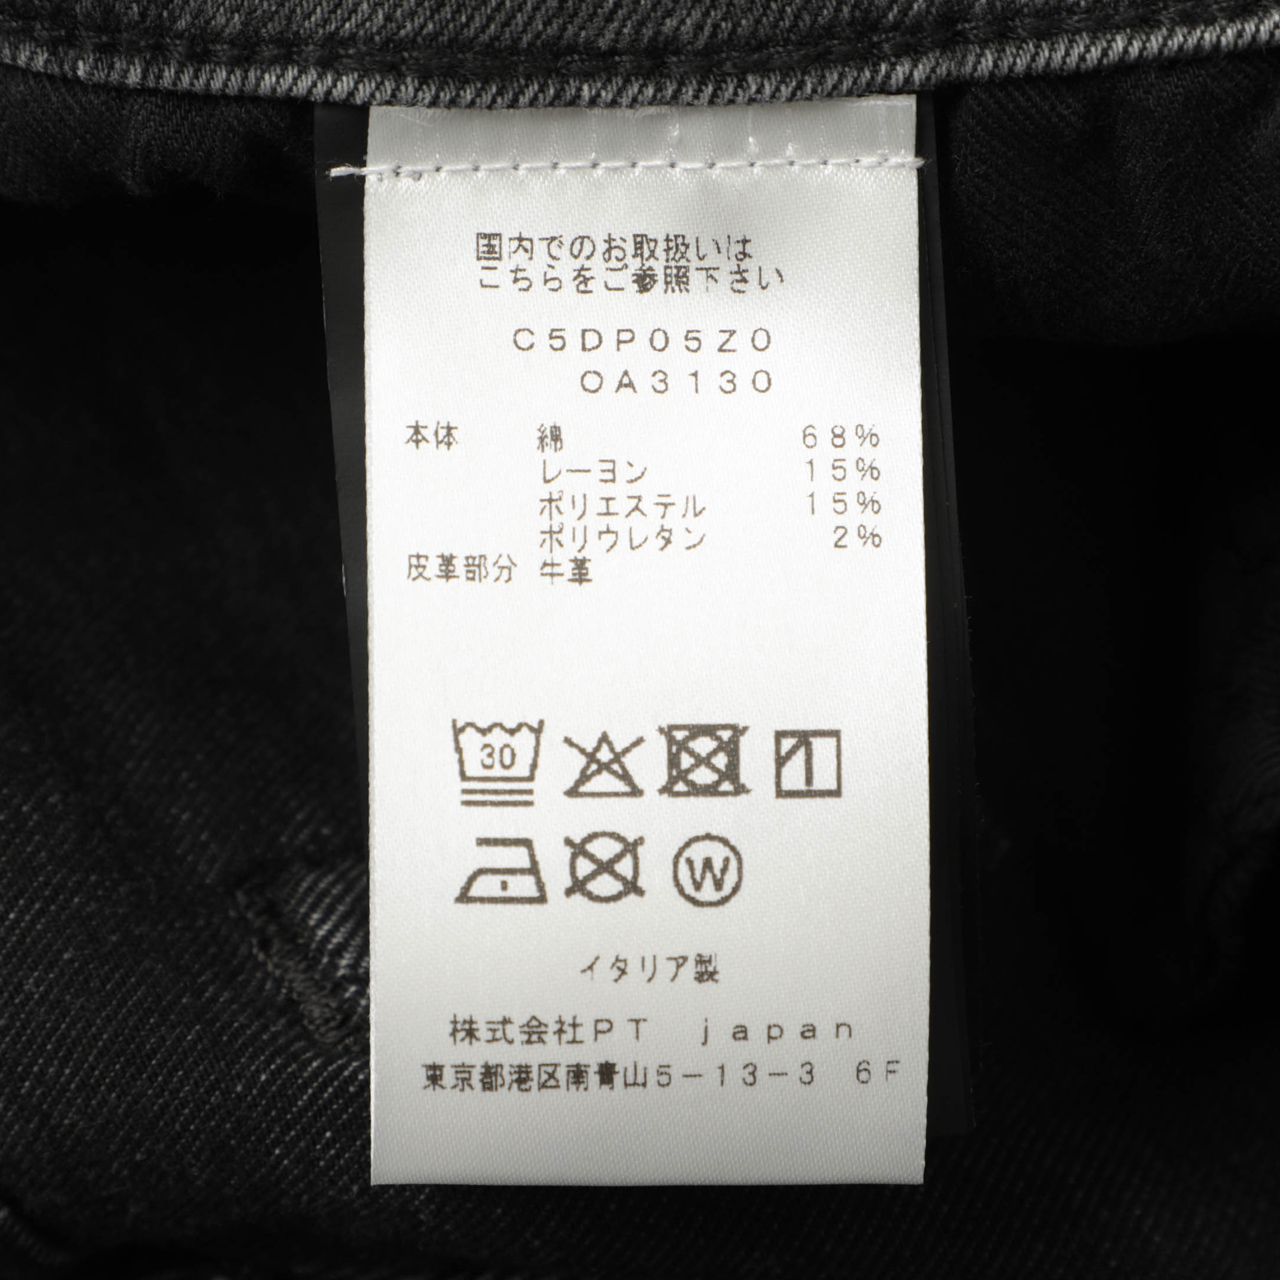 国内でのお取扱いは
こちらをご参照下さい
C5DP05Z0
OA3130
本体 綿 68%
レーヨン 15%
ポリエステル 15%
ポリウレタン 2%
皮革部分 牛革
30
W
イタリア製
株式会社PT japan
東京都港区南青山5-13-3 6F